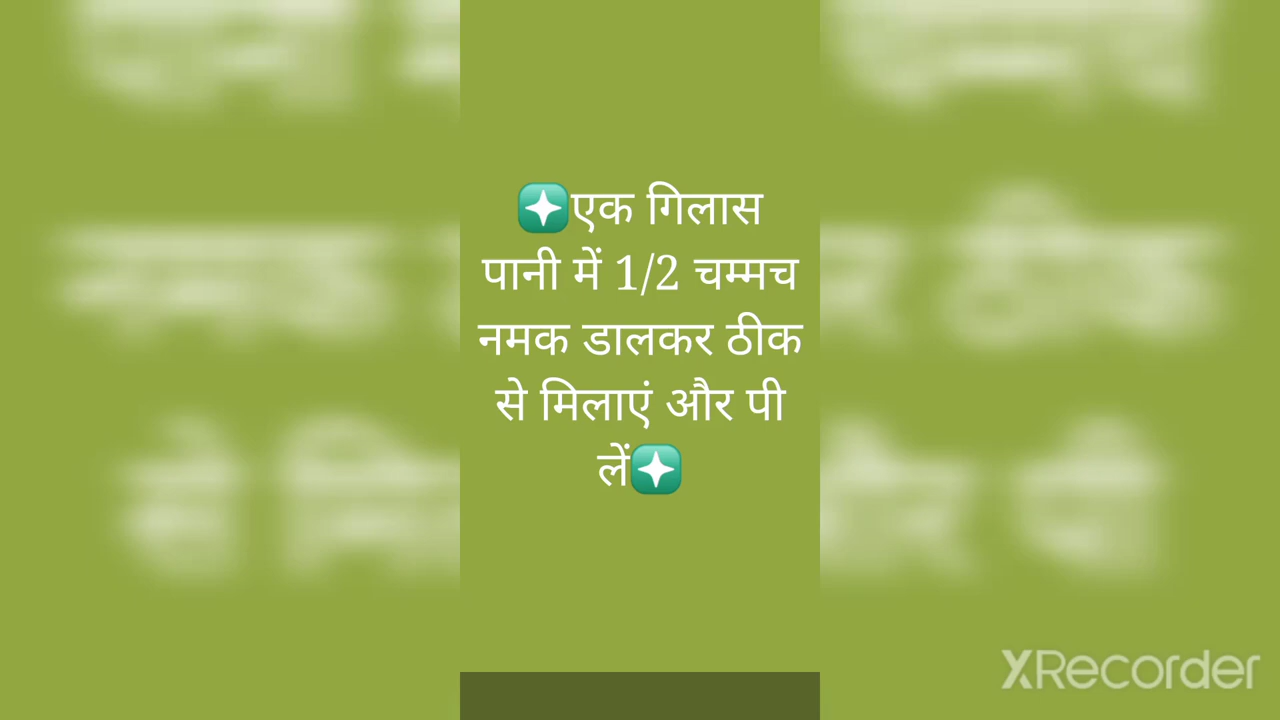 ✴️एक गिलास
पानी में 1/2 चम्मच
नमक डालकर ठीक
से मिलाएं और पी
लें✴️
XRecorder